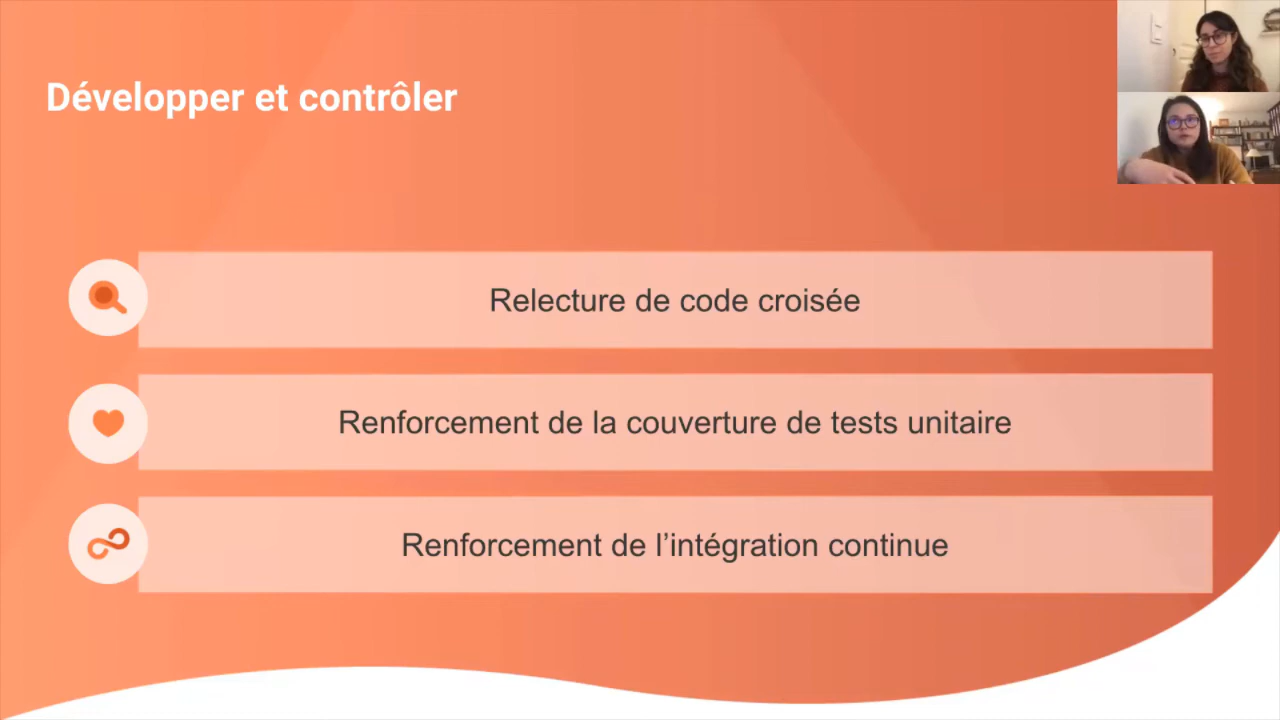 Développer et contrôler
Relecture de code croisée
Renforcement de la couverture de tests unitaire
Renforcement de l’intégration continue